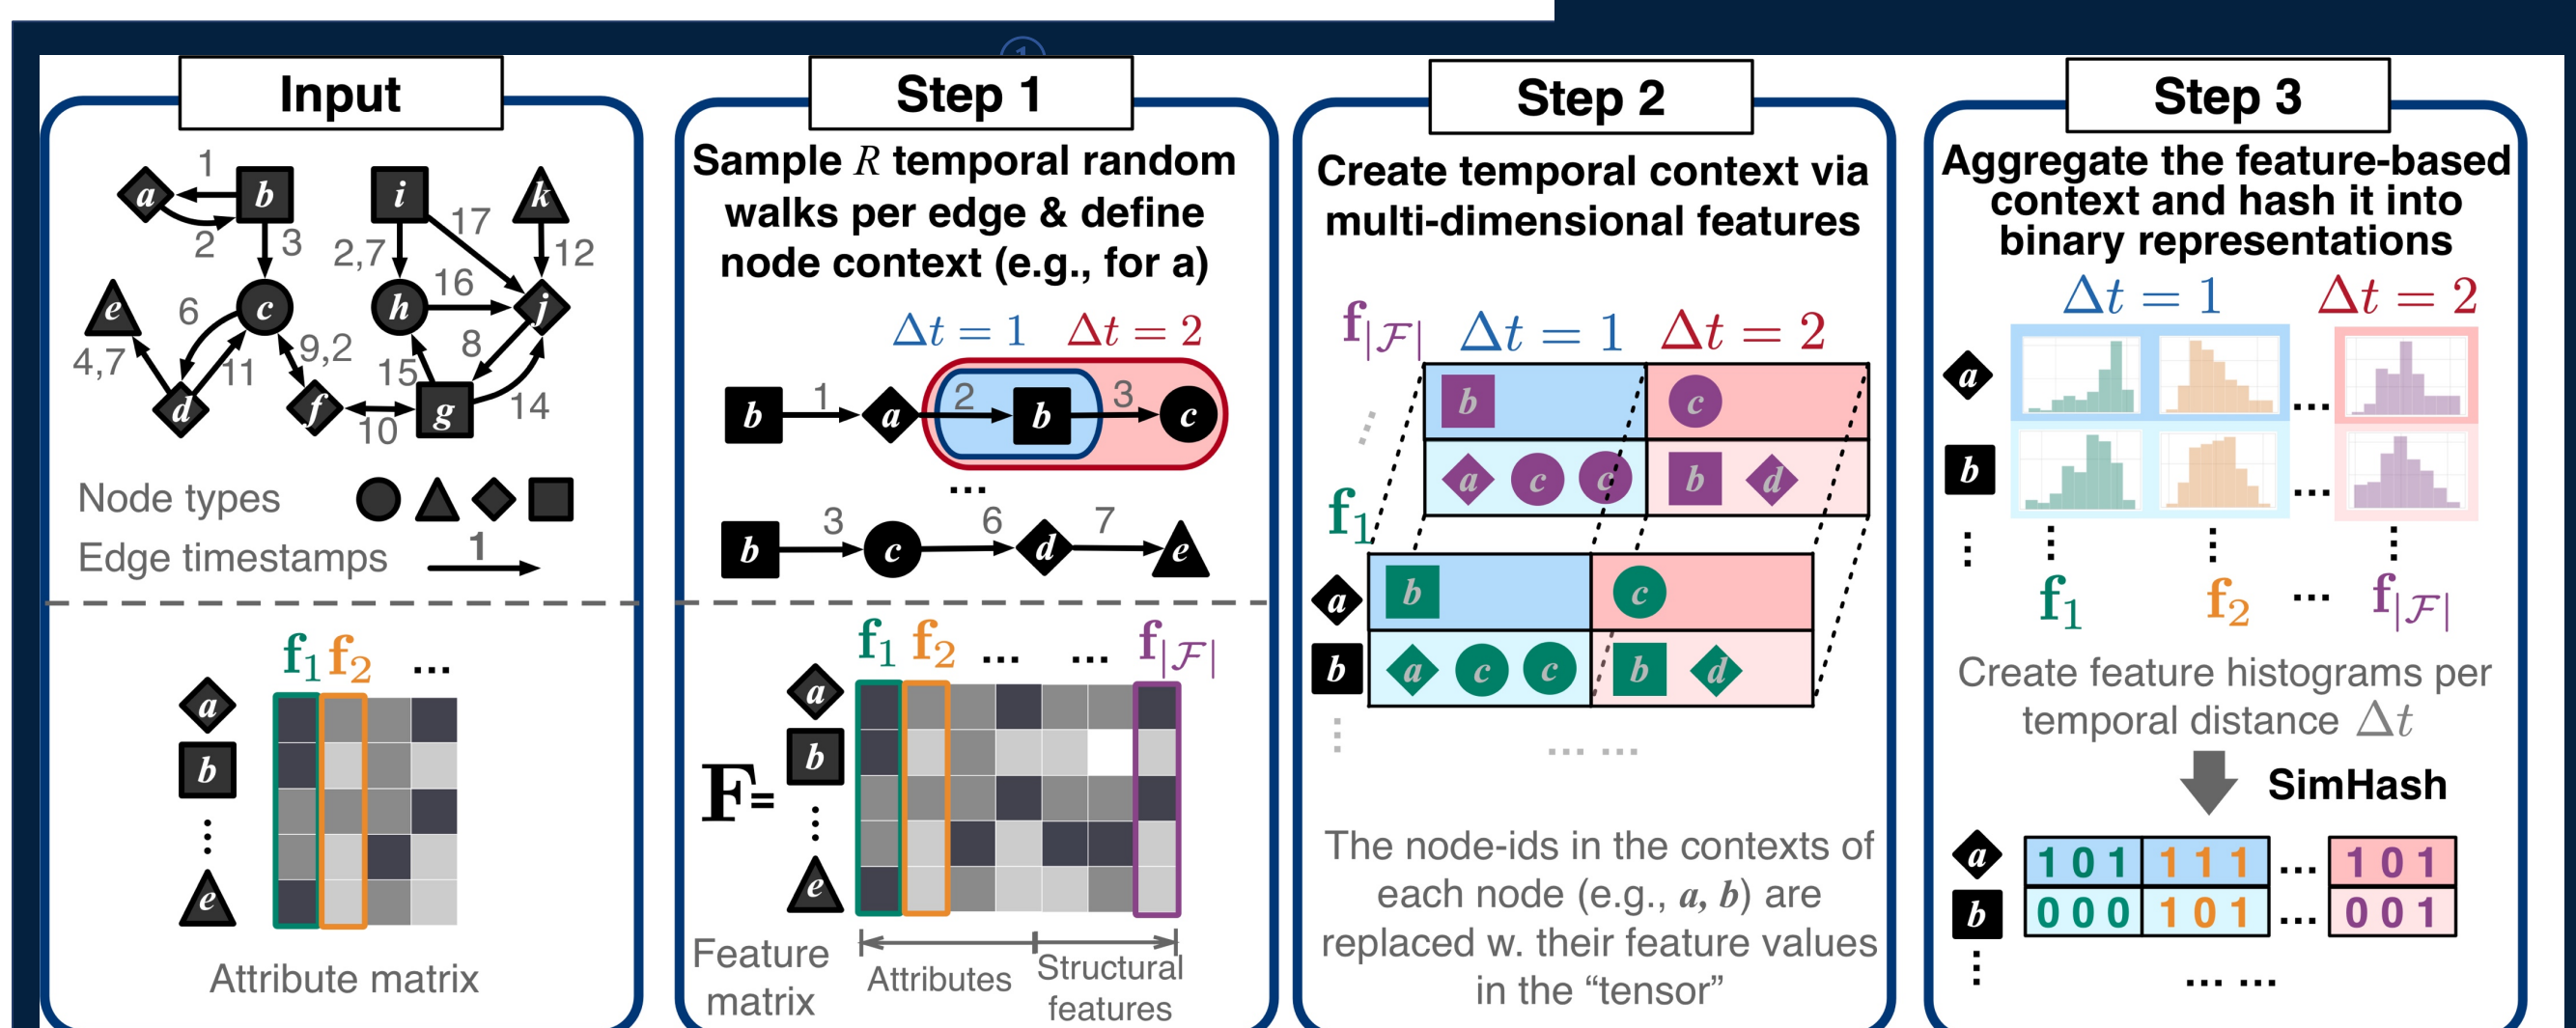 ①
Input
1
a
b
i
k
17
2
3
2,7
12
16
e
6
c
h
j
9,2
8
4,7
11
15
d
f
g
14
10
Node types
Edge timestamps
1
f1 f2 ...
a
b
⋮
e
Attribute matrix
Step 1
Sample R temporal random
walks per edge & define
node context (e.g., for a)
Δt = 1 Δt = 2
b 1 a 2 b 3 c
...
b 3 c 6 d 7 e
f1 f2 ... ... f|ℱ|
a
b
F=
⋮
e
Feature
matrix
Attributes
Structural
features
Step 2
Create temporal context via
multi-dimensional features
f|ℱ| Δt = 1 Δt = 2
b c
a c c b d
f1
a b c
b a c c b d
⋮ ... ...
The node-ids in the contexts of
each node (e.g., a, b) are
replaced w. their feature values
in the “tensor”
Step 3
Aggregate the feature-based
context and hash it into
binary representations
Δt = 1 Δt = 2
a ...
b ...
⋮ ⋮ ⋮ ⋮
f1 f2 ... f|ℱ|
Create feature histograms per
temporal distance Δt
SimHash
a 1 0 1 1 1 1 ... 1 0 1
b 0 0 0 1 0 1 ... 0 0 1
⋮ ... ...